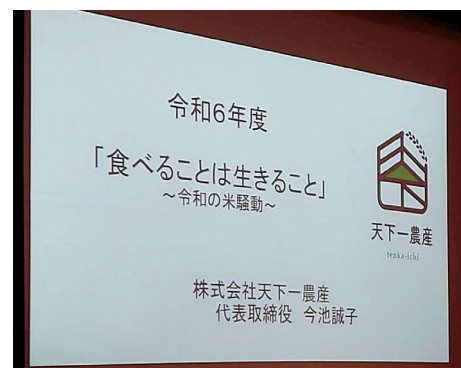 令和6年度
「食べることは生きること」
～令和の米騒動～
天下一農産
tenka-ichi
株式会社天下一農産
代表取締役 今池誠子